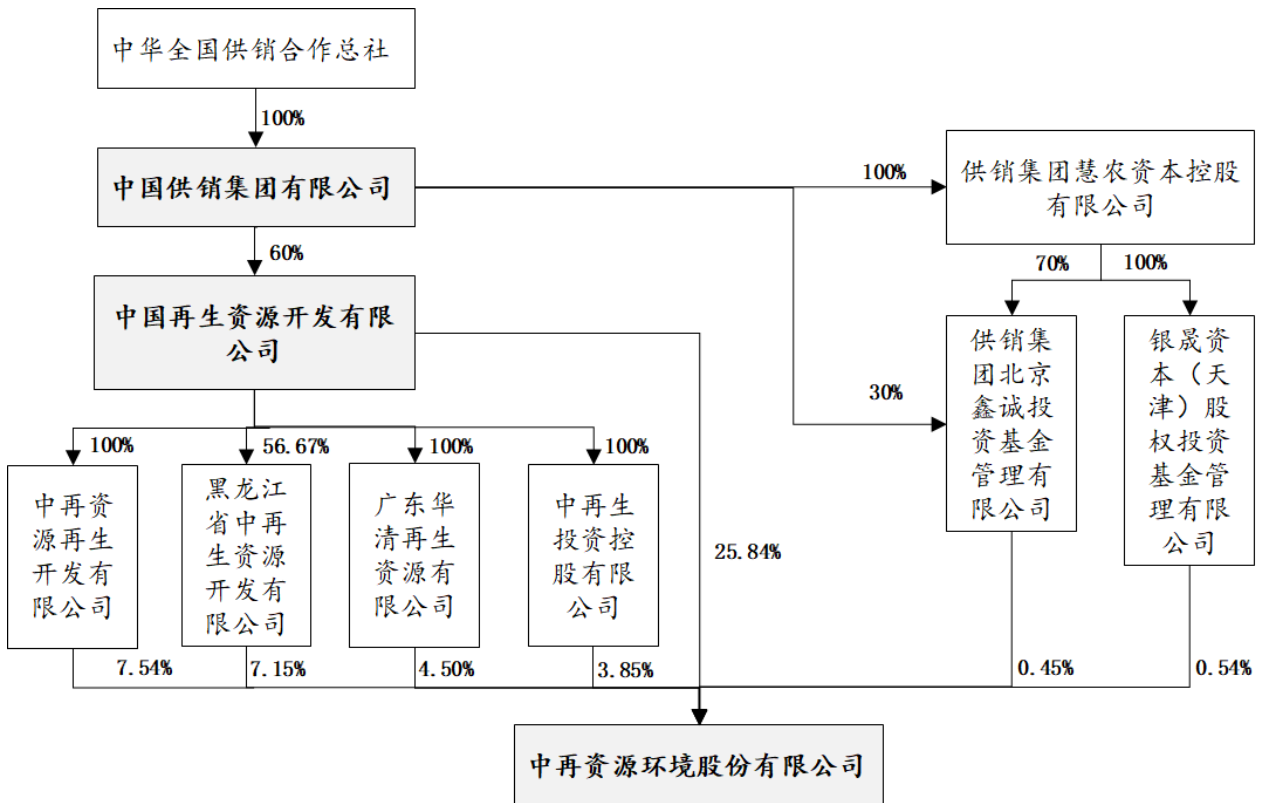 中华全国供销合作总社
100%
中国供销集团有限公司
100%
供销集团慧农资本控股
有限公司
60%
70%
100%
中国再生资源开发有限
公司
30%
供销集
团北京
鑫诚投
资基金
管理有
限公司
银晟资
本（天
津）股
权投资
基金管
理有限
公司
100%
56.67%
100%
100%
中再资
源再生
开发有
限公司
黑龙江
省中再
生资源
开发有
限公司
广东华
清再生
资源有
限公司
中再生
投资控
股有限
公司
25.84%
7.54%
7.15%
4.50%
3.85%
0.45%
0.54%
中再资源环境股份有限公司